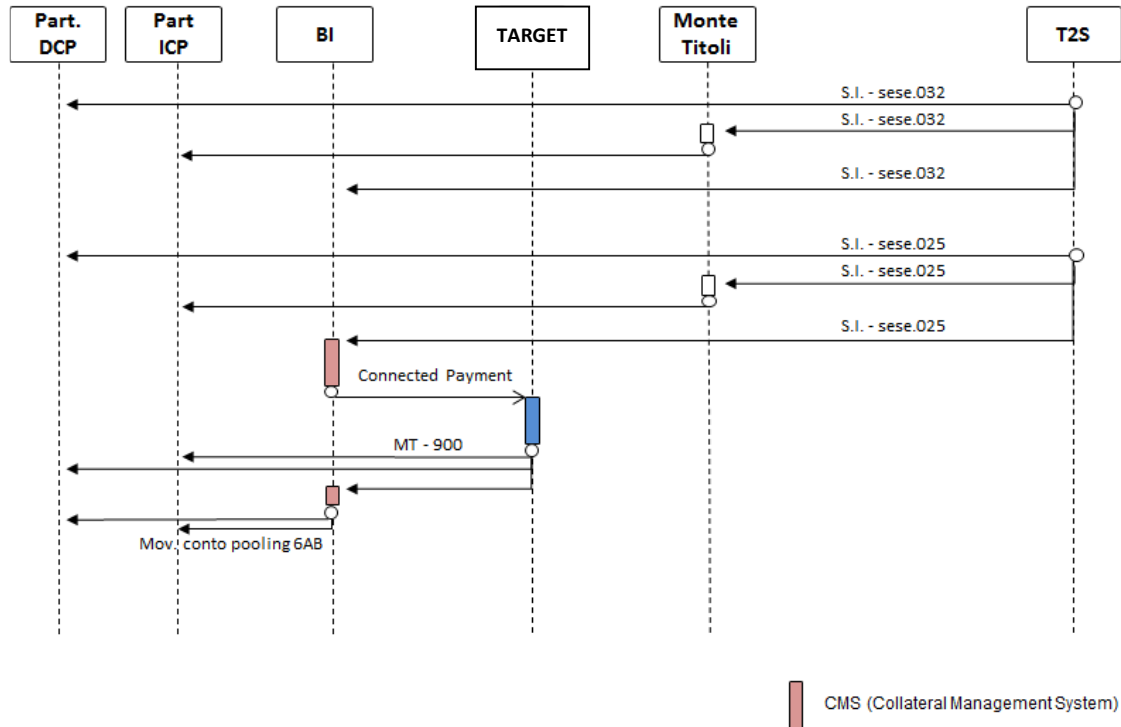 Part.
DCP
Part
ICP
BI
TARGET
Monte
Titoli
T2S
S.I. - sese.032
S.I. - sese.032
S.I. - sese.032
S.I. - sese.025
S.I. - sese.025
S.I. - sese.025
Connected Payment
MT - 900
Mov. conto pooling 6AB
CMS (Collateral Management System)